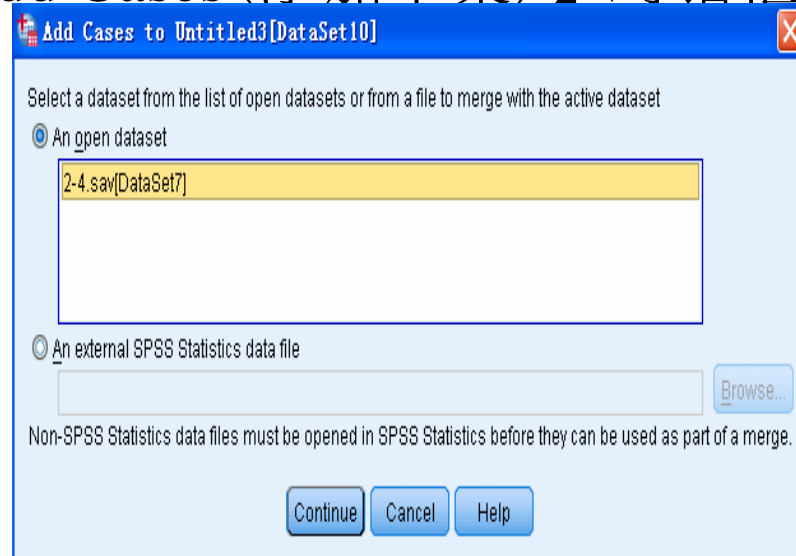 Add Cases to Untitled3[DataSet10]
Select a dataset from the list of open datasets or from a file to merge with the active dataset
An open dataset
2-4.sav[DataSet7]
An external SPSS Statistics data file
Browse...
Non-SPSS Statistics data files must be opened in SPSS Statistics before they can be used as part of a merge.
Continue Cancel Help